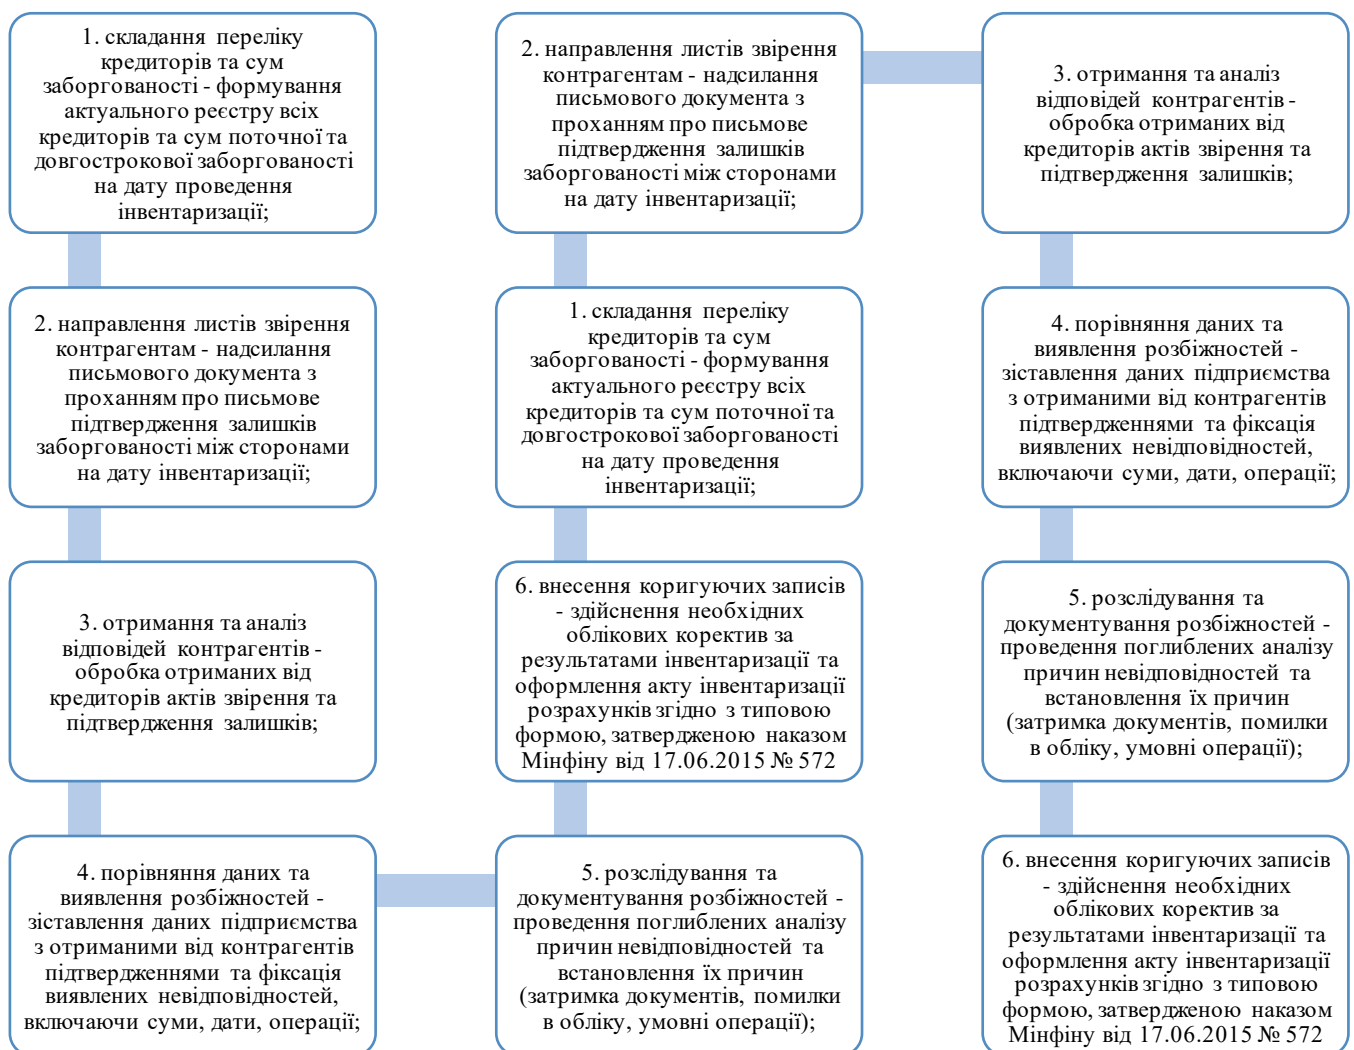 1. складання переліку
кредиторів та сум
заборгованості - формування
актуального реєстру всіх
кредиторів та сум поточної та
довгострокової заборгованості
на дату проведення
інвентаризації;
2. направлення листів звірення
контрагентам - надсилання
письмового документа з
проханням про письмове
підтвердження залишків
заборгованості між сторонами
на дату інвентаризації;
3. отримання та аналіз
відповідей контрагентів -
обробка отриманих від
кредиторів актів звірення та
підтвердження залишків;
4. порівняння даних та
виявлення розбіжностей -
зіставлення даних підприємства
з отриманими від контрагентів
підтвердженнями та фіксація
виявлених невідповідностей,
включаючи суми, дати, операції;
5. розслідування та
документування розбіжностей -
проведення поглиблених аналізу
причин невідповідностей та
встановлення їх причин
(затримка документів, помилки
в обліку, умовні операції);
6. внесення коригуючих записів
- здійснення необхідних
облікових коректив за
результатами інвентаризації та
оформлення акту інвентаризації
розрахунків згідно з типовою
формою, затвердженою наказом
Мінфіну від 17.06.2015 № 572
1. складання переліку
кредиторів та сум
заборгованості - формування
актуального реєстру всіх
кредиторів та сум поточної та
довгострокової заборгованості
на дату проведення
інвентаризації;
2. направлення листів звірення
контрагентам - надсилання
письмового документа з
проханням про письмове
підтвердження залишків
заборгованості між сторонами
на дату інвентаризації;
3. отримання та аналіз
відповідей контрагентів -
обробка отриманих від
кредиторів актів звірення та
підтвердження залишків;
4. порівняння даних та
виявлення розбіжностей -
зіставлення даних підприємства
з отриманими від контрагентів
підтвердженнями та фіксація
виявлених невідповідностей,
включаючи суми, дати, операції;
5. розслідування та
документування розбіжностей -
проведення поглиблених аналізу
причин невідповідностей та
встановлення їх причин
(затримка документів, помилки
в обліку, умовні операції);
6. внесення коригуючих записів
- здійснення необхідних
облікових коректив за
результатами інвентаризації та
оформлення акту інвентаризації
розрахунків згідно з типовою
формою, затвердженою наказом
Мінфіну від 17.06.2015 № 572